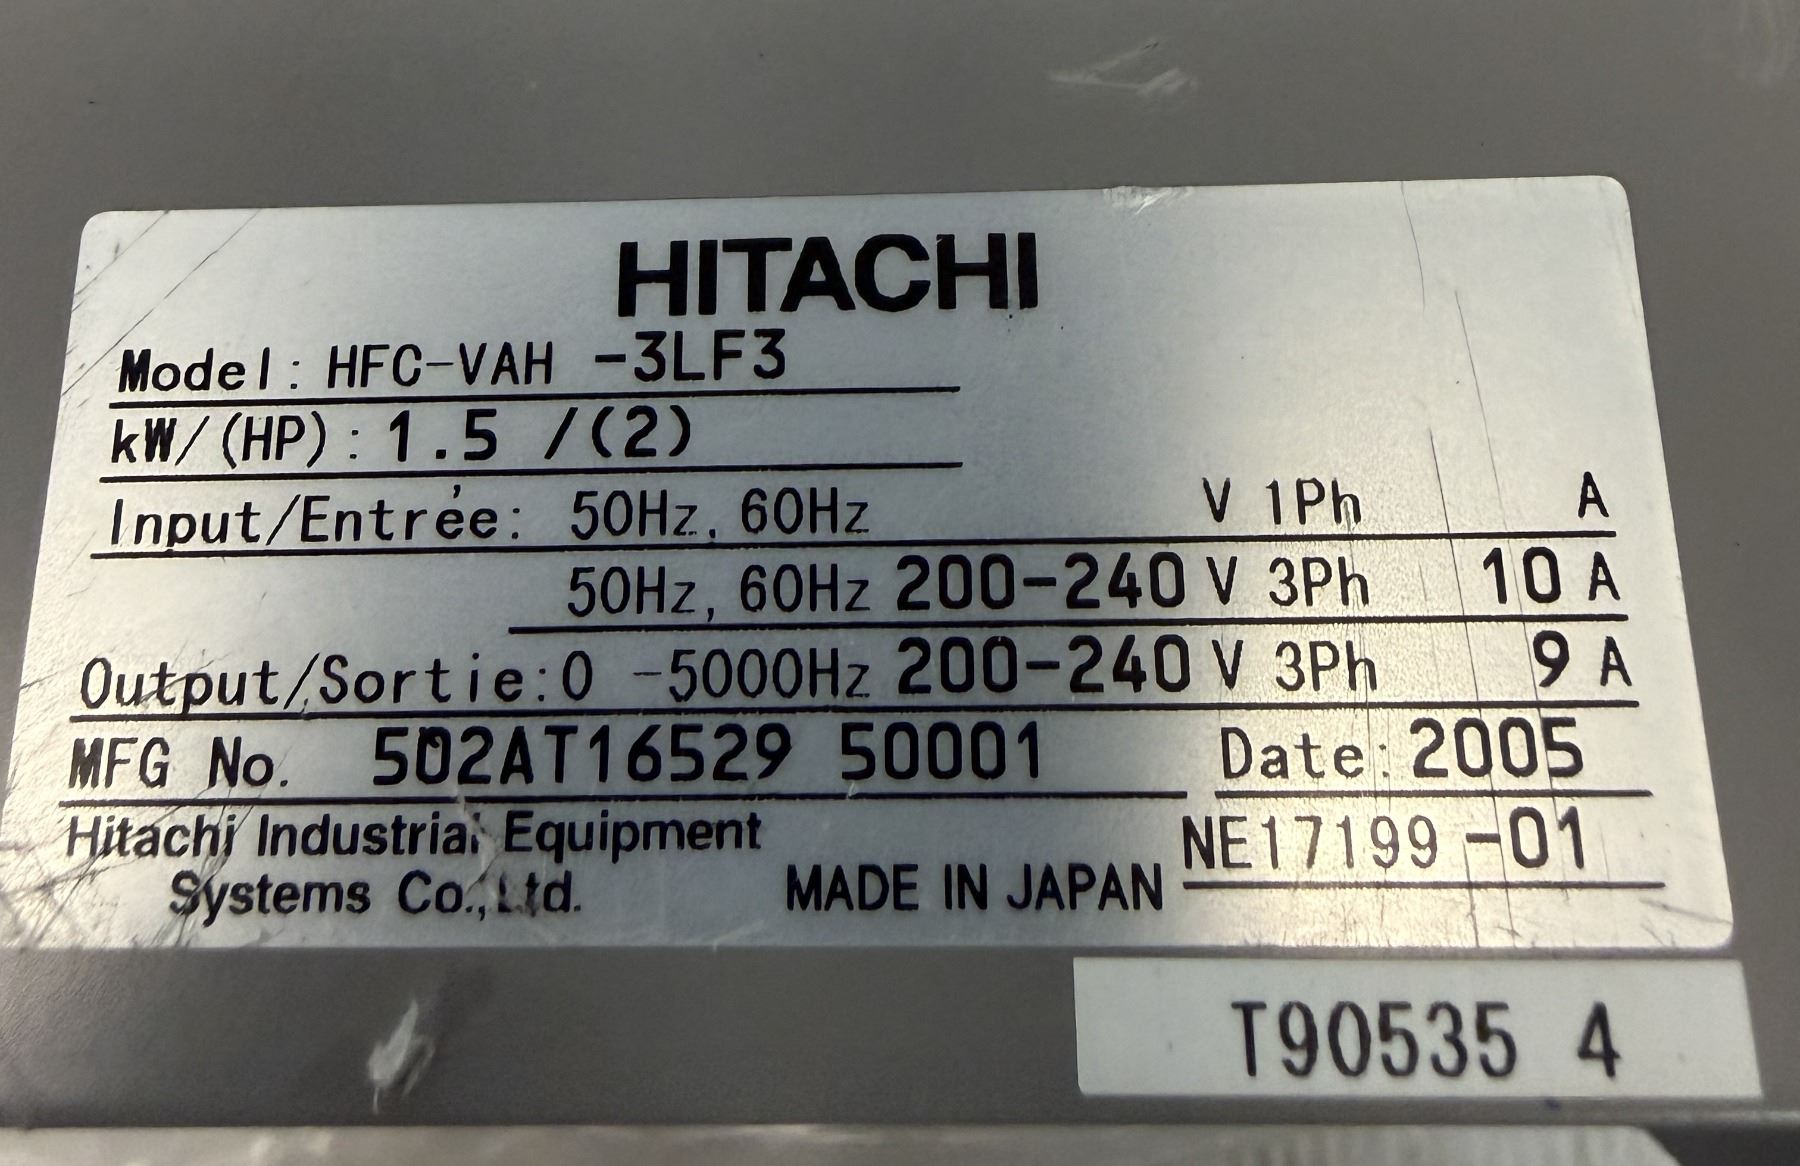 HITACHI
Model: HFC-VAH -3LF3
kW/(HP): 1.5 /(2)
Input/Entrée: 50Hz, 60Hz V 1Ph A
50Hz, 60Hz 200-240 V 3Ph 10 A
Output/Sortie:0 -5000Hz 200-240 V 3Ph 9 A
MFG No. 502AT16529 50001 Date: 2005
Hitachi Industrial Equipment NE17199 -01
Systems Co., Ltd. MADE IN JAPAN
T90535 4